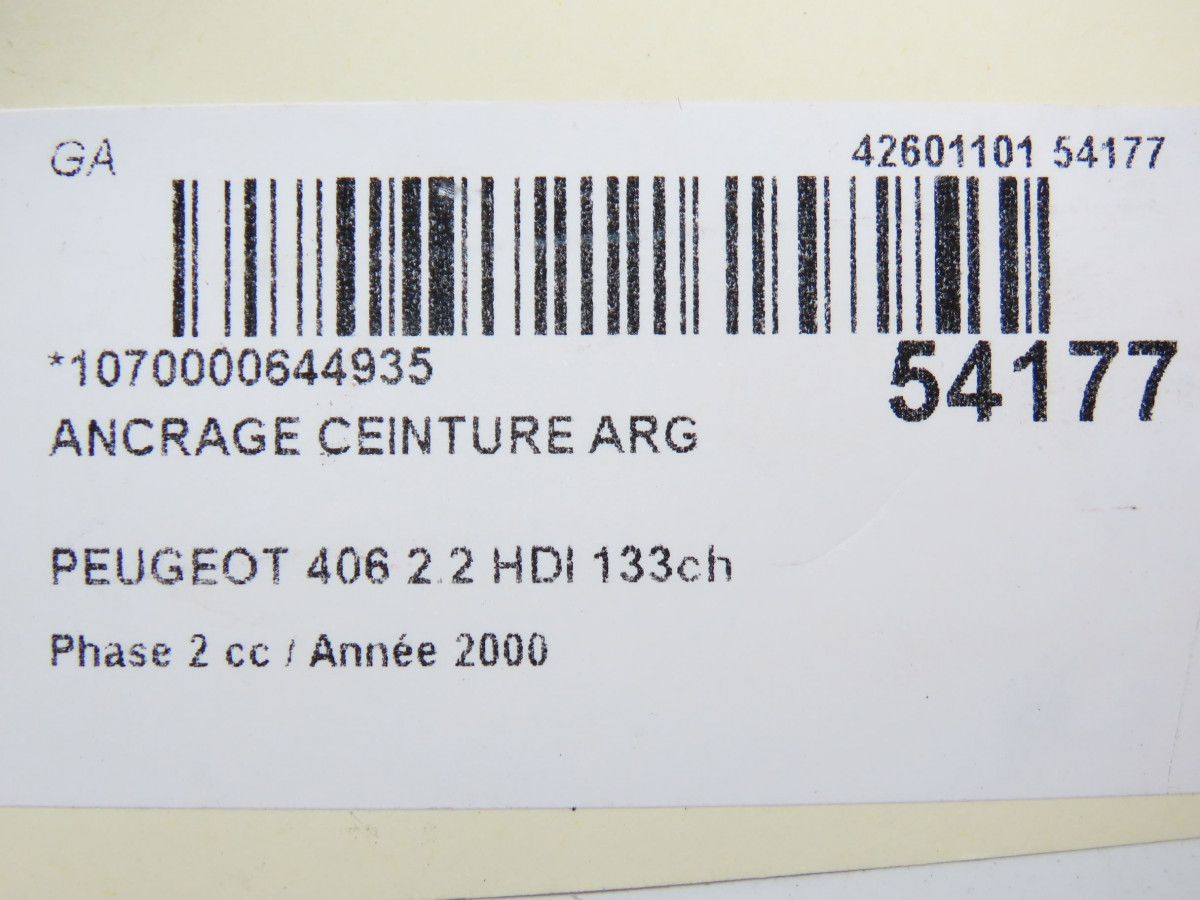 GA
42601101 54177
*1070000644935
54177
ANCRAGE CEINTURE ARG
PEUGEOT 406 2.2 HDI 133ch
Phase 2 cc / Année 2000